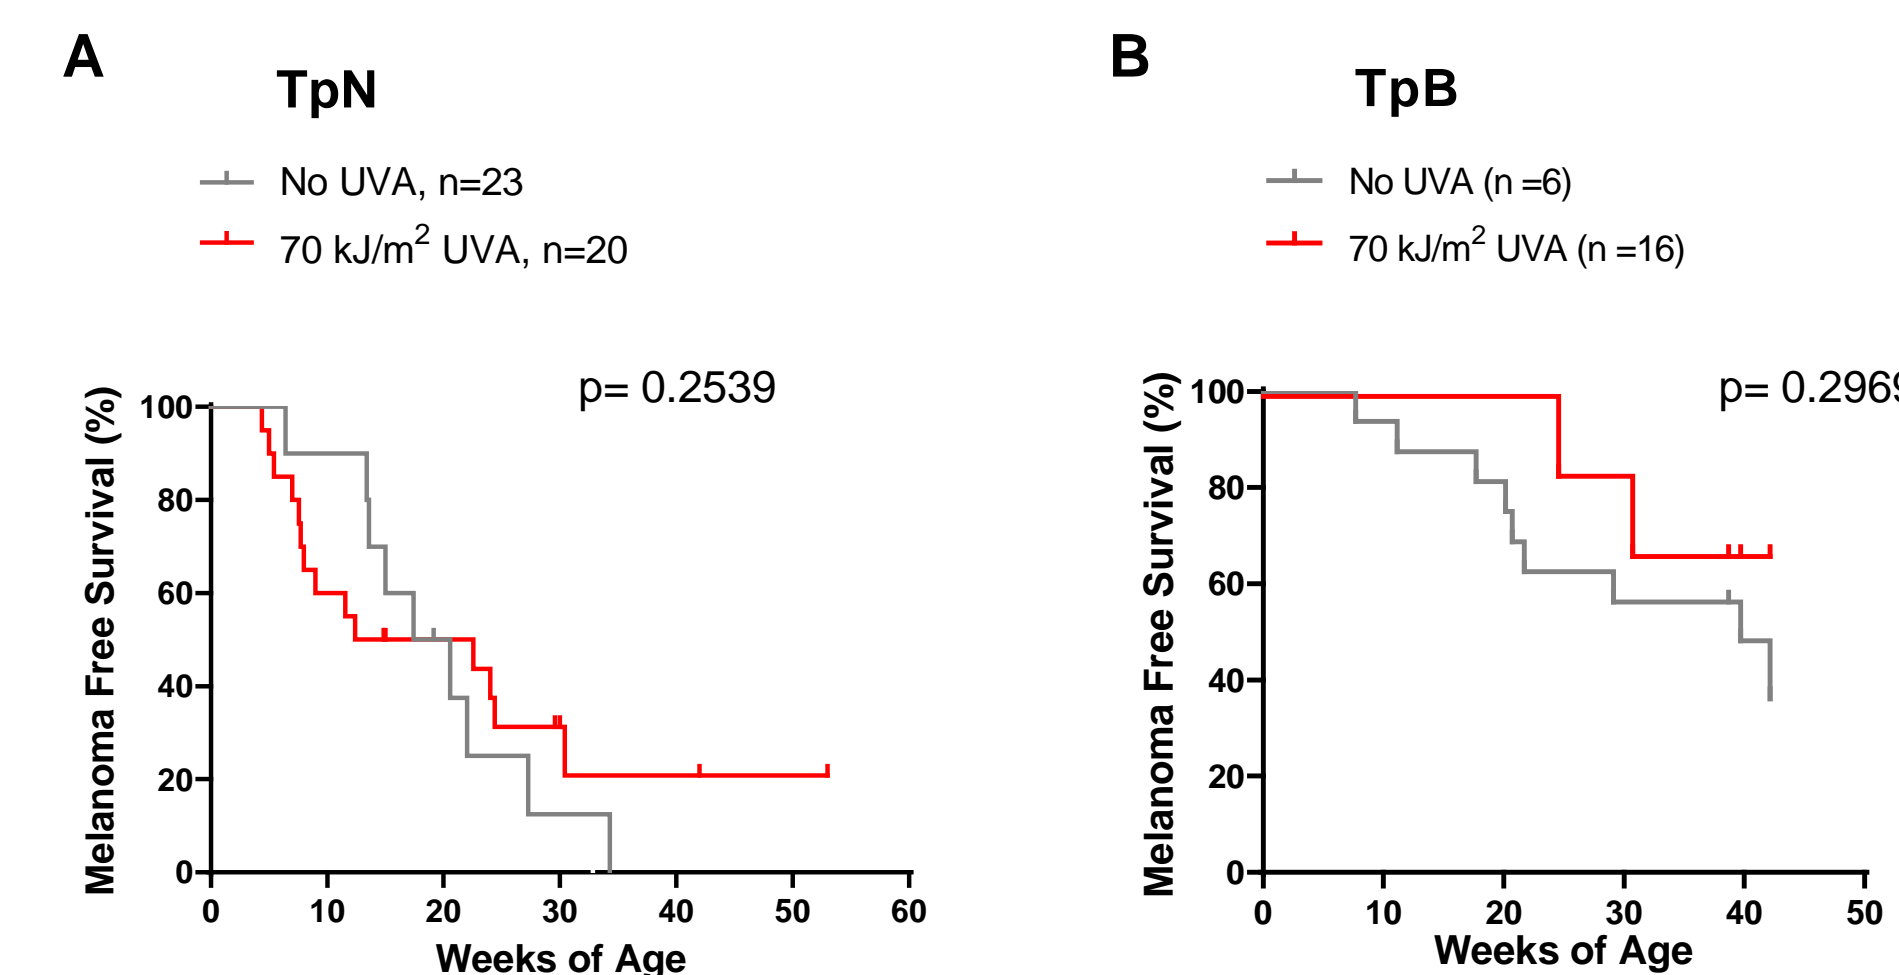 A
TpN
No UVA, n=23
70 kJ/m² UVA, n=20
p= 0.2539
Melanoma Free Survival (%)
100
80
60
40
20
0
0 10 20 30 40 50 60
Weeks of Age
B
TpB
No UVA (n =6)
70 kJ/m² UVA (n =16)
p= 0.2969
Melanoma Free Survival (%)
100
80
60
40
20
0
0 10 20 30 40 50
Weeks of Age